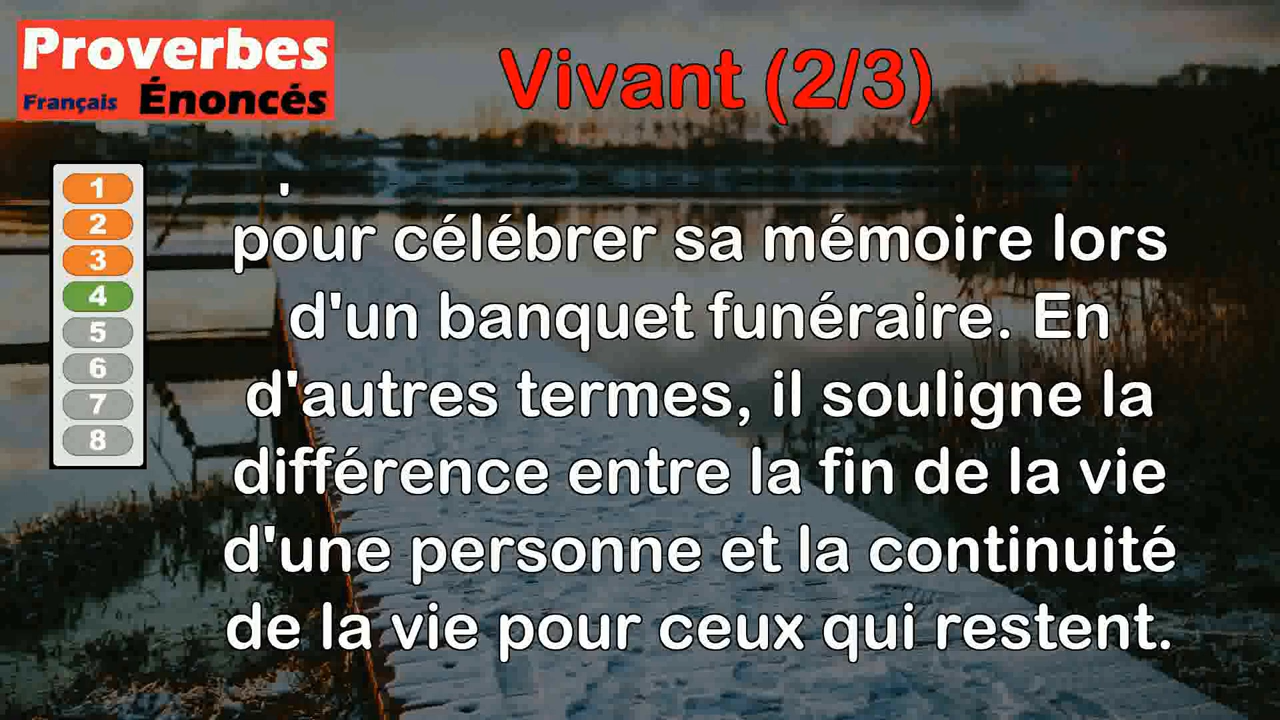 Proverbes
Français Énoncés
Vivant (2/3)
1
2
3
4
5
6
7
8
pour célébrer sa mémoire lors
d'un banquet funéraire. En
d'autres termes, il souligne la
différence entre la fin de la vie
d'une personne et la continuité
de la vie pour ceux qui restent.